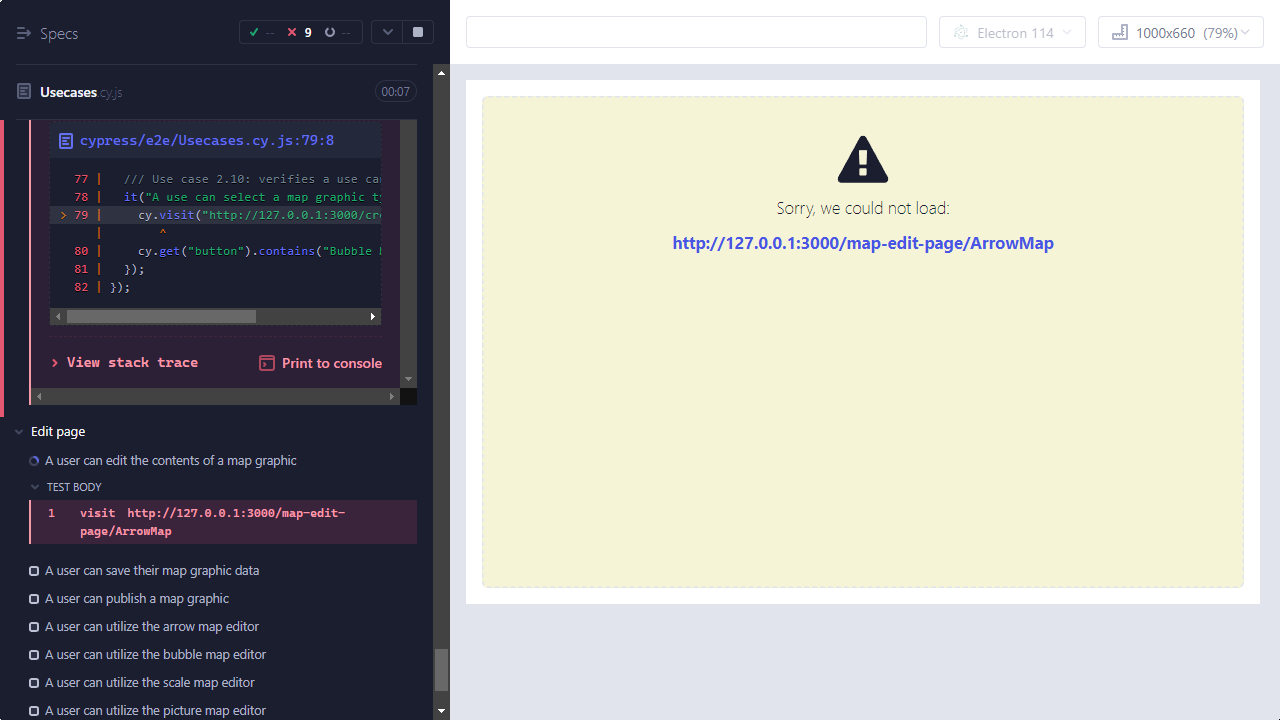 Specs
--
9
--
Electron 114
1000x660 (79%)
Usecases.cy.js
00:07
cypress/e2e/Usecases.cy.js:79:8
77 | /// Use case 2.10: verifies a use ca
78 | it("A use can select a map graphic ty
> 79 | cy.visit("http://127.0.0.1:3000/cr
| ^
80 | cy.get("button").contains("Bubble
81 | });
82 | });
> View stack trace
Print to console
Edit page
A user can edit the contents of a map graphic
TEST BODY
1 visit http://127.0.0.1:3000/map-edit-
page/ArrowMap
A user can save their map graphic data
A user can publish a map graphic
A user can utilize the arrow map editor
A user can utilize the bubble map editor
A user can utilize the scale map editor
A user can utilize the picture map editor
Sorry, we could not load:
http://127.0.0.1:3000/map-edit-page/ArrowMap